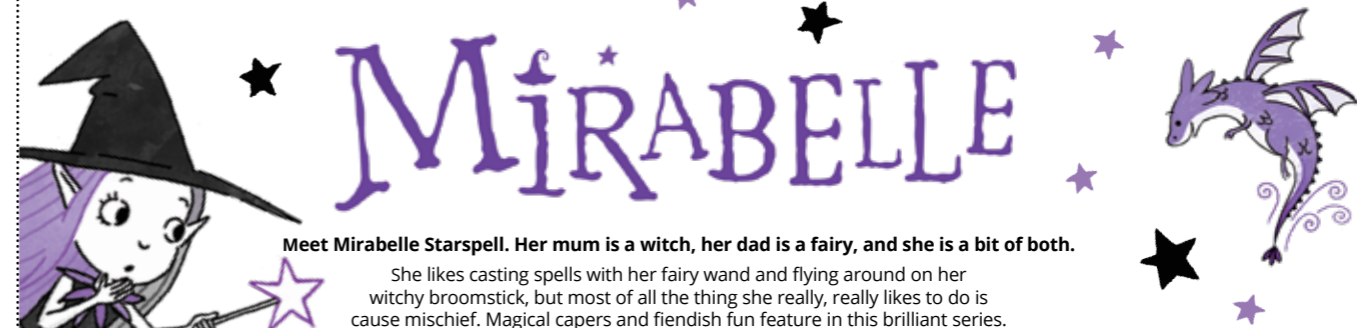 MiRABELLE
Meet Mirabelle Starspell. Her mum is a witch, her dad is a fairy, and she is a bit of both.
She likes casting spells with her fairy wand and flying around on her
witchy broomstick, but most of all the thing she really, really likes to do is
cause mischief. Magical capers and fiendish fun feature in this brilliant series.